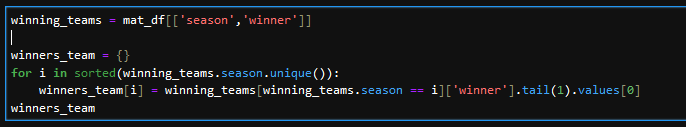 winning_teams = mat_df[['season','winner']]

winners_team = {}
for i in sorted(winning_teams.season.unique()):
    winners_team[i] = winning_teams[winning_teams.season == i]['winner'].tail(1).values[0]
winners_team